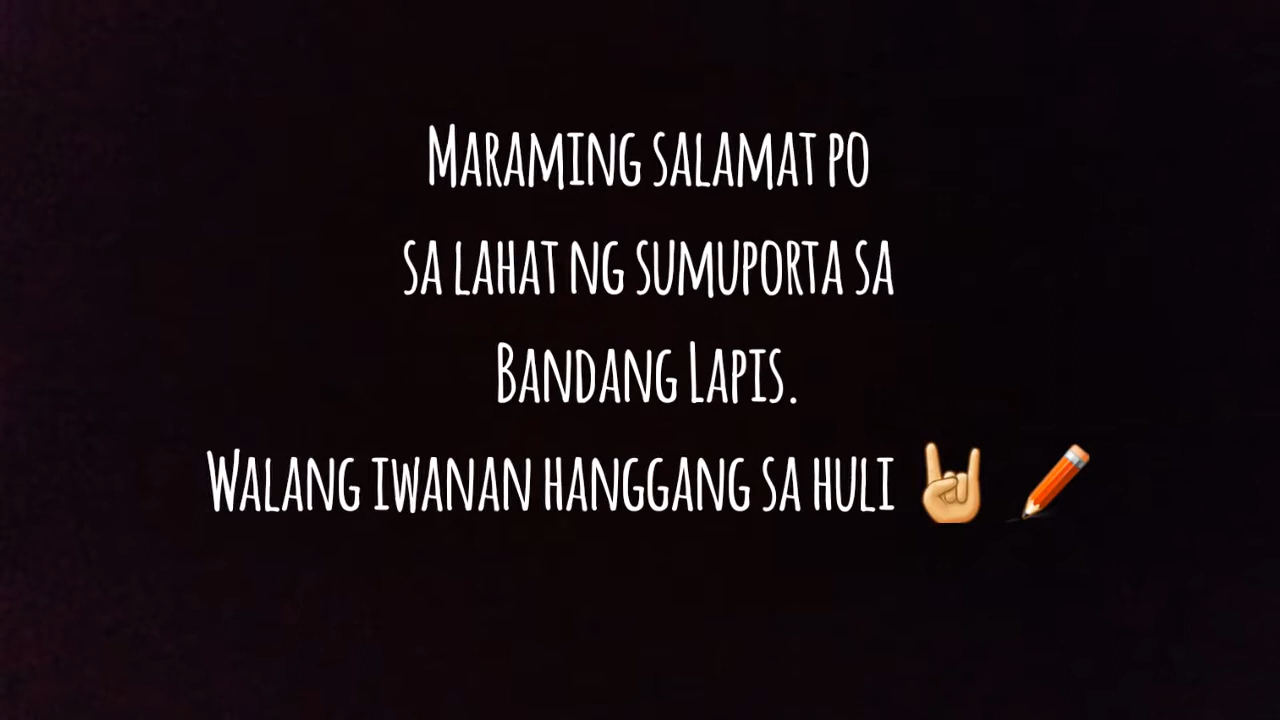 Maraming salamat po
sa lahat ng sumuporta sa
Bandang Lapis.
Walang iwanan hanggang sa huli 🤘 ✏️